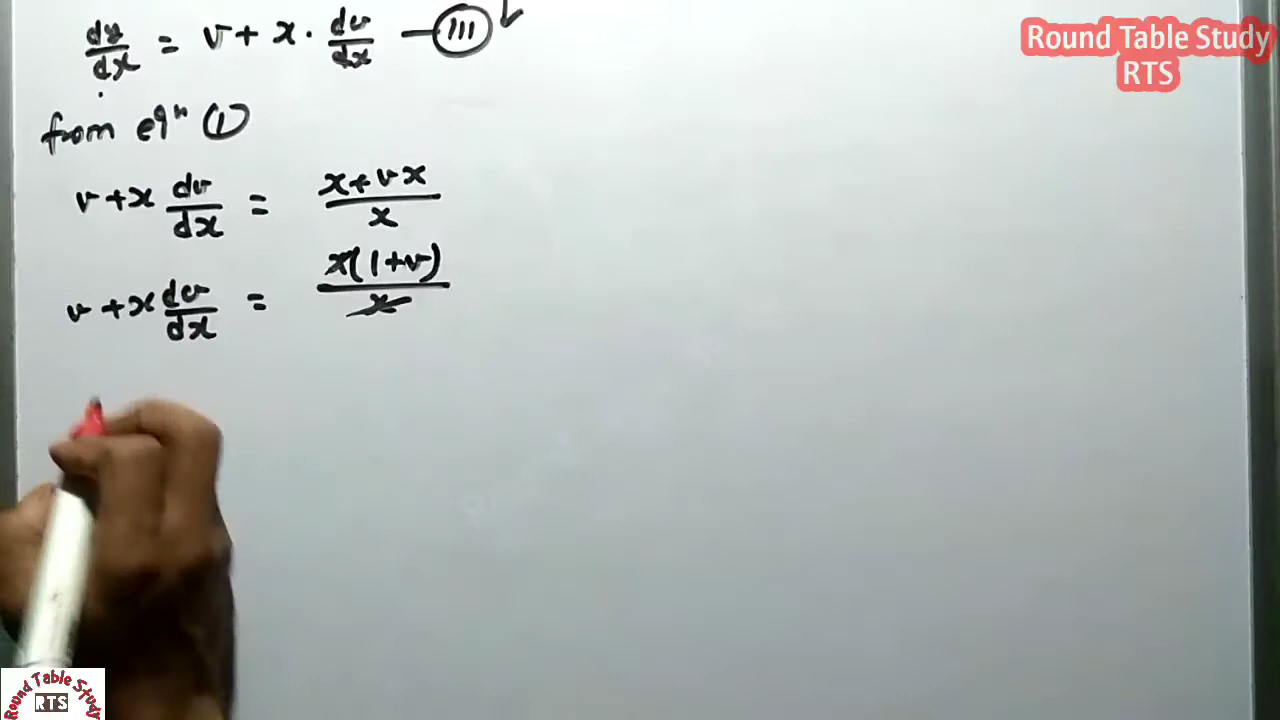 dy/dx = v + x · dv/dx — III
Round Table Study
RTS
from eqⁿ ①
v + x dv/dx = x+vx/x
v + x dv/dx = x(1+v)/x
Round Table Study
RTS